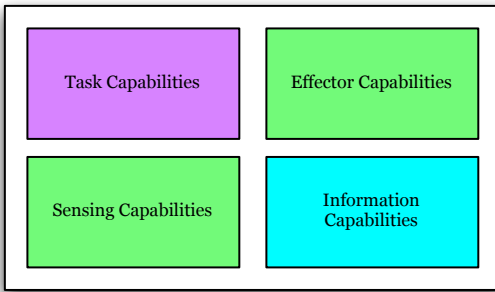 Task Capabilities
Effector Capabilities
Sensing Capabilities
Information
Capabilities